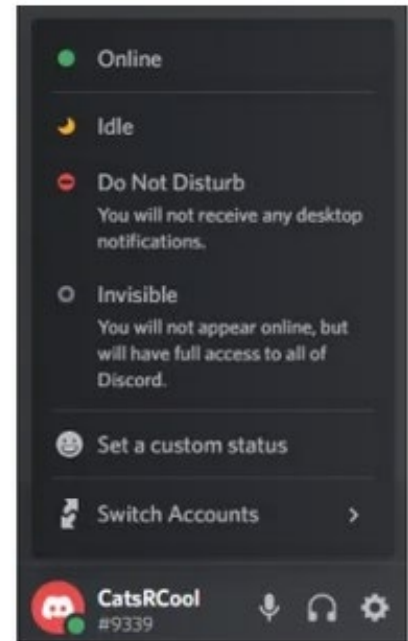 Online
Idle
Do Not Disturb
You will not receive any desktop
notifications.
Invisible
You will not appear online, but
will have full access to all of
Discord.
Set a custom status
Switch Accounts
CatsRCool
#9339